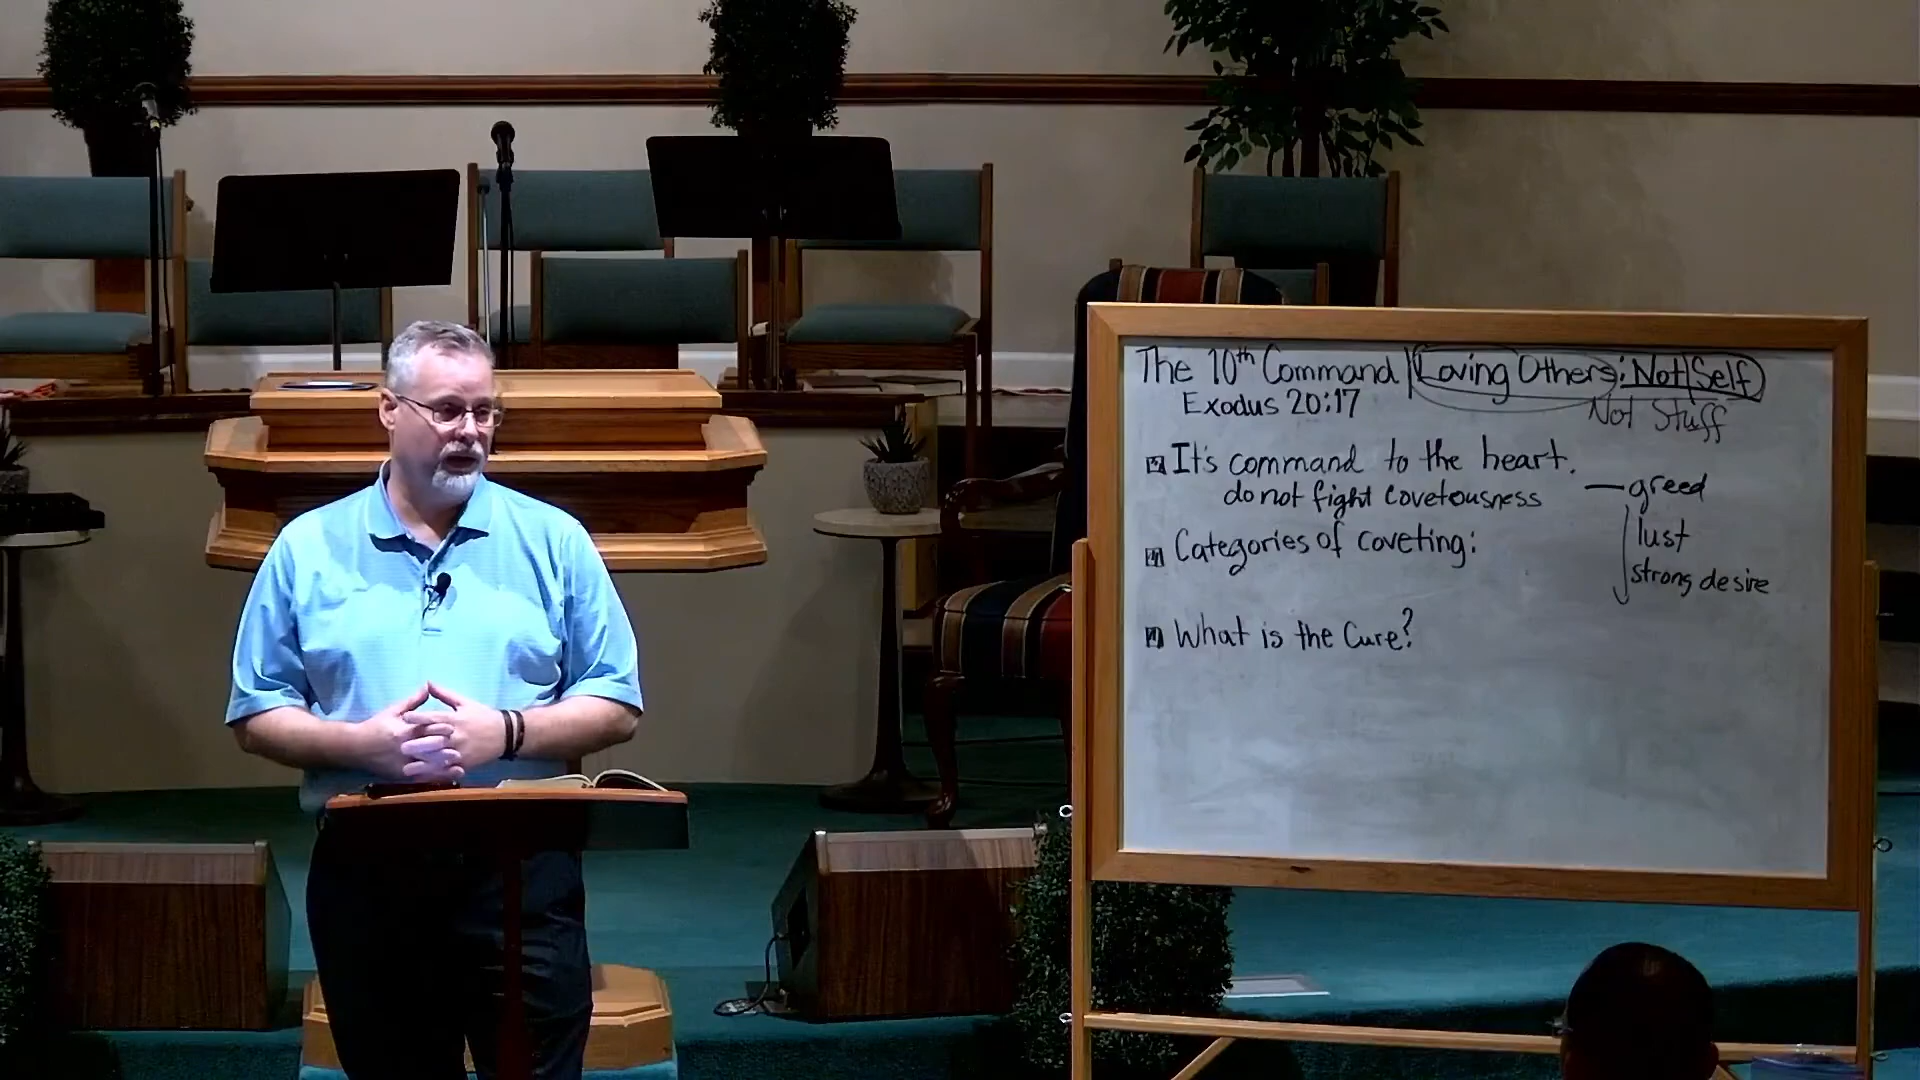 The 10th Command | Loving Others: Not Self
Exodus 20:17
Not Stuff
It's command to the heart.
do not fight covetousness
— greed
lust
strong desire
Categories of coveting:
What is the Cure?